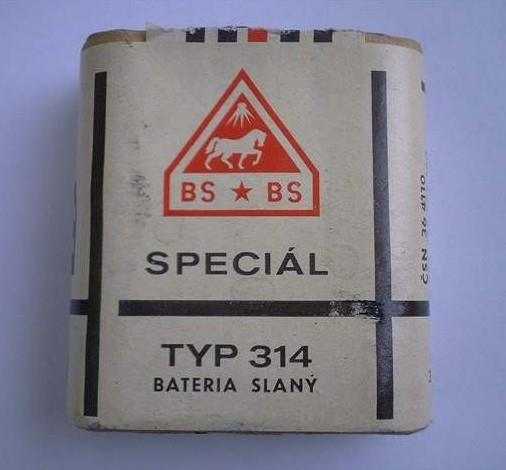 BS ★ BS
SPECIÁL
TYP 314
BATERIA SLANÝ
ČSN 36 4110